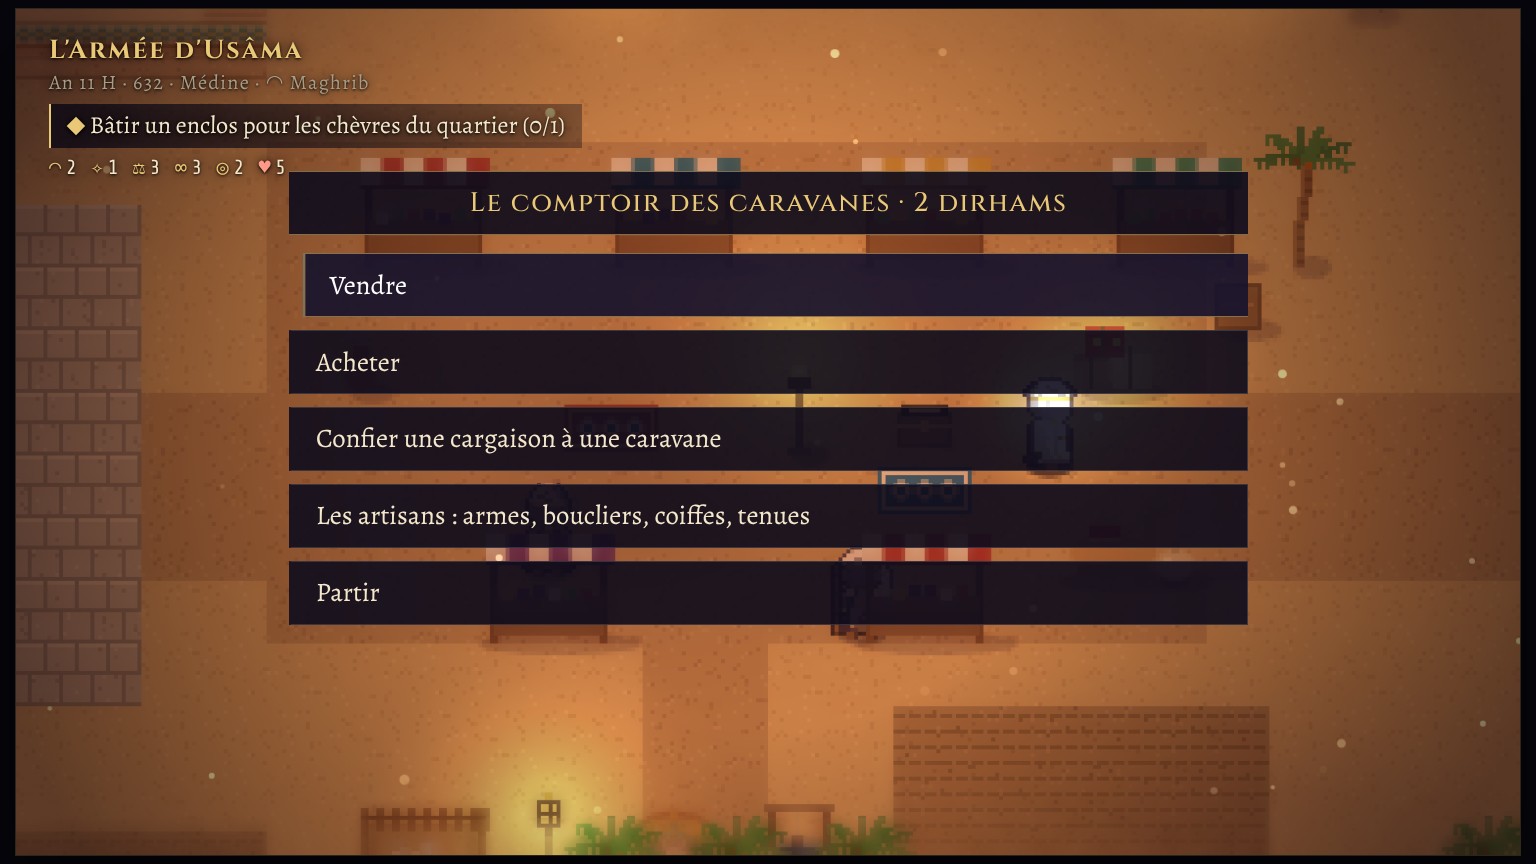 L'Armée d'Usâma
An 11 H · 632 · Médine · ◠ Maghrib
◆ Bâtir un enclos pour les chèvres du quartier (0/1)
◠ 2 ✧ 1 ⚖ 3 ∞ 3 ◎ 2 ♥ 5
Le comptoir des caravanes · 2 dirhams
Vendre
Acheter
Confier une cargaison à une caravane
Les artisans : armes, boucliers, coiffes, tenues
Partir